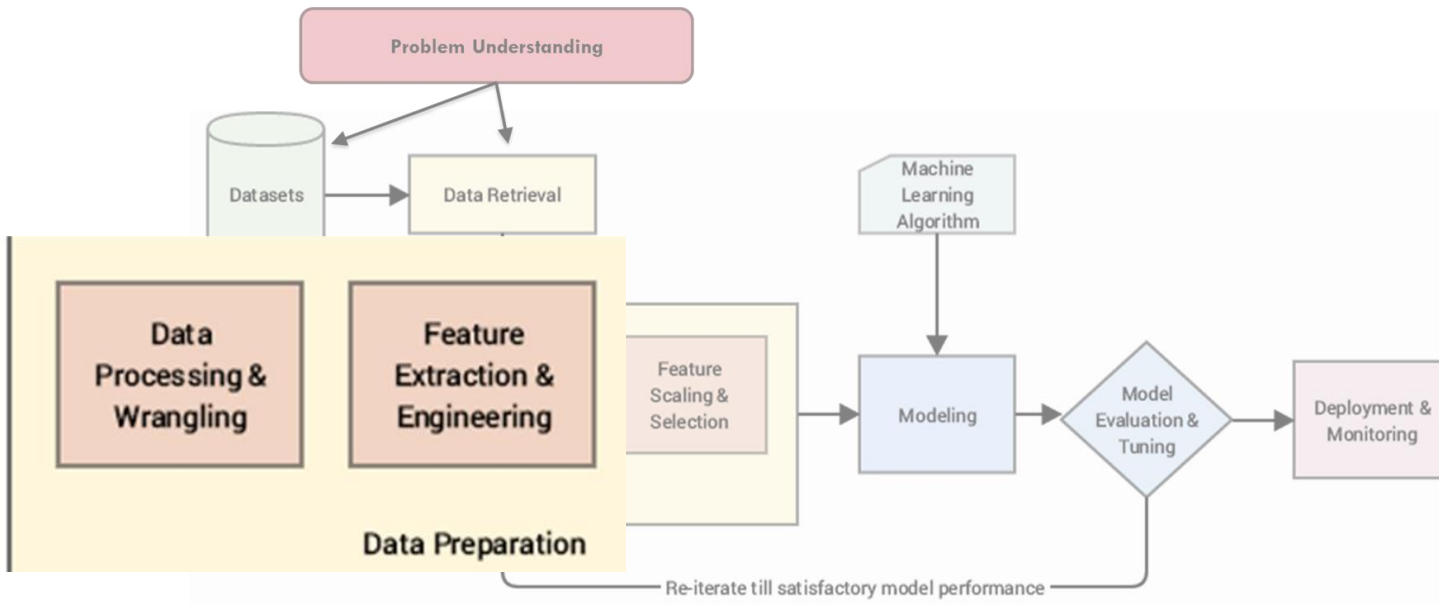 Problem Understanding
Datasets
Data Retrieval
Machine
Learning
Algorithm
Data
Processing &
Wrangling
Feature
Extraction &
Engineering
Data Preparation
Feature
Scaling &
Selection
Modeling
Model
Evaluation &
Tuning
Deployment &
Monitoring
Re-iterate till satisfactory model performance